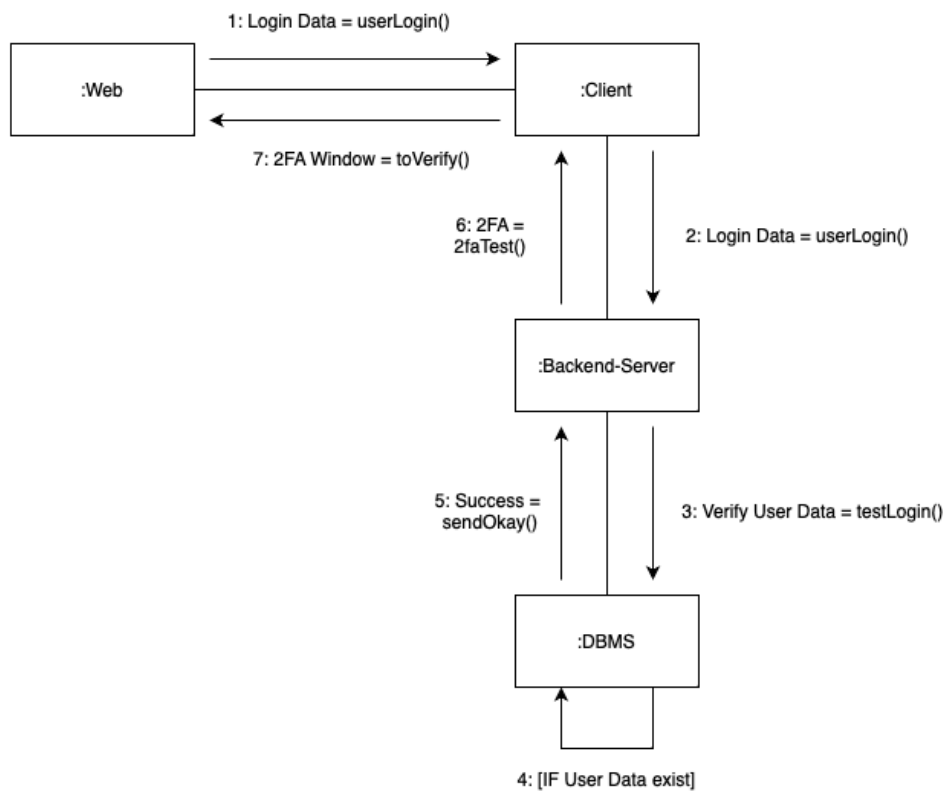 1: Login Data = userLogin()
:Web
:Client
7: 2FA Window = toVerify()
6: 2FA =
2faTest()
2: Login Data = userLogin()
:Backend-Server
5: Success =
sendOkay()
3: Verify User Data = testLogin()
:DBMS
4: [IF User Data exist]